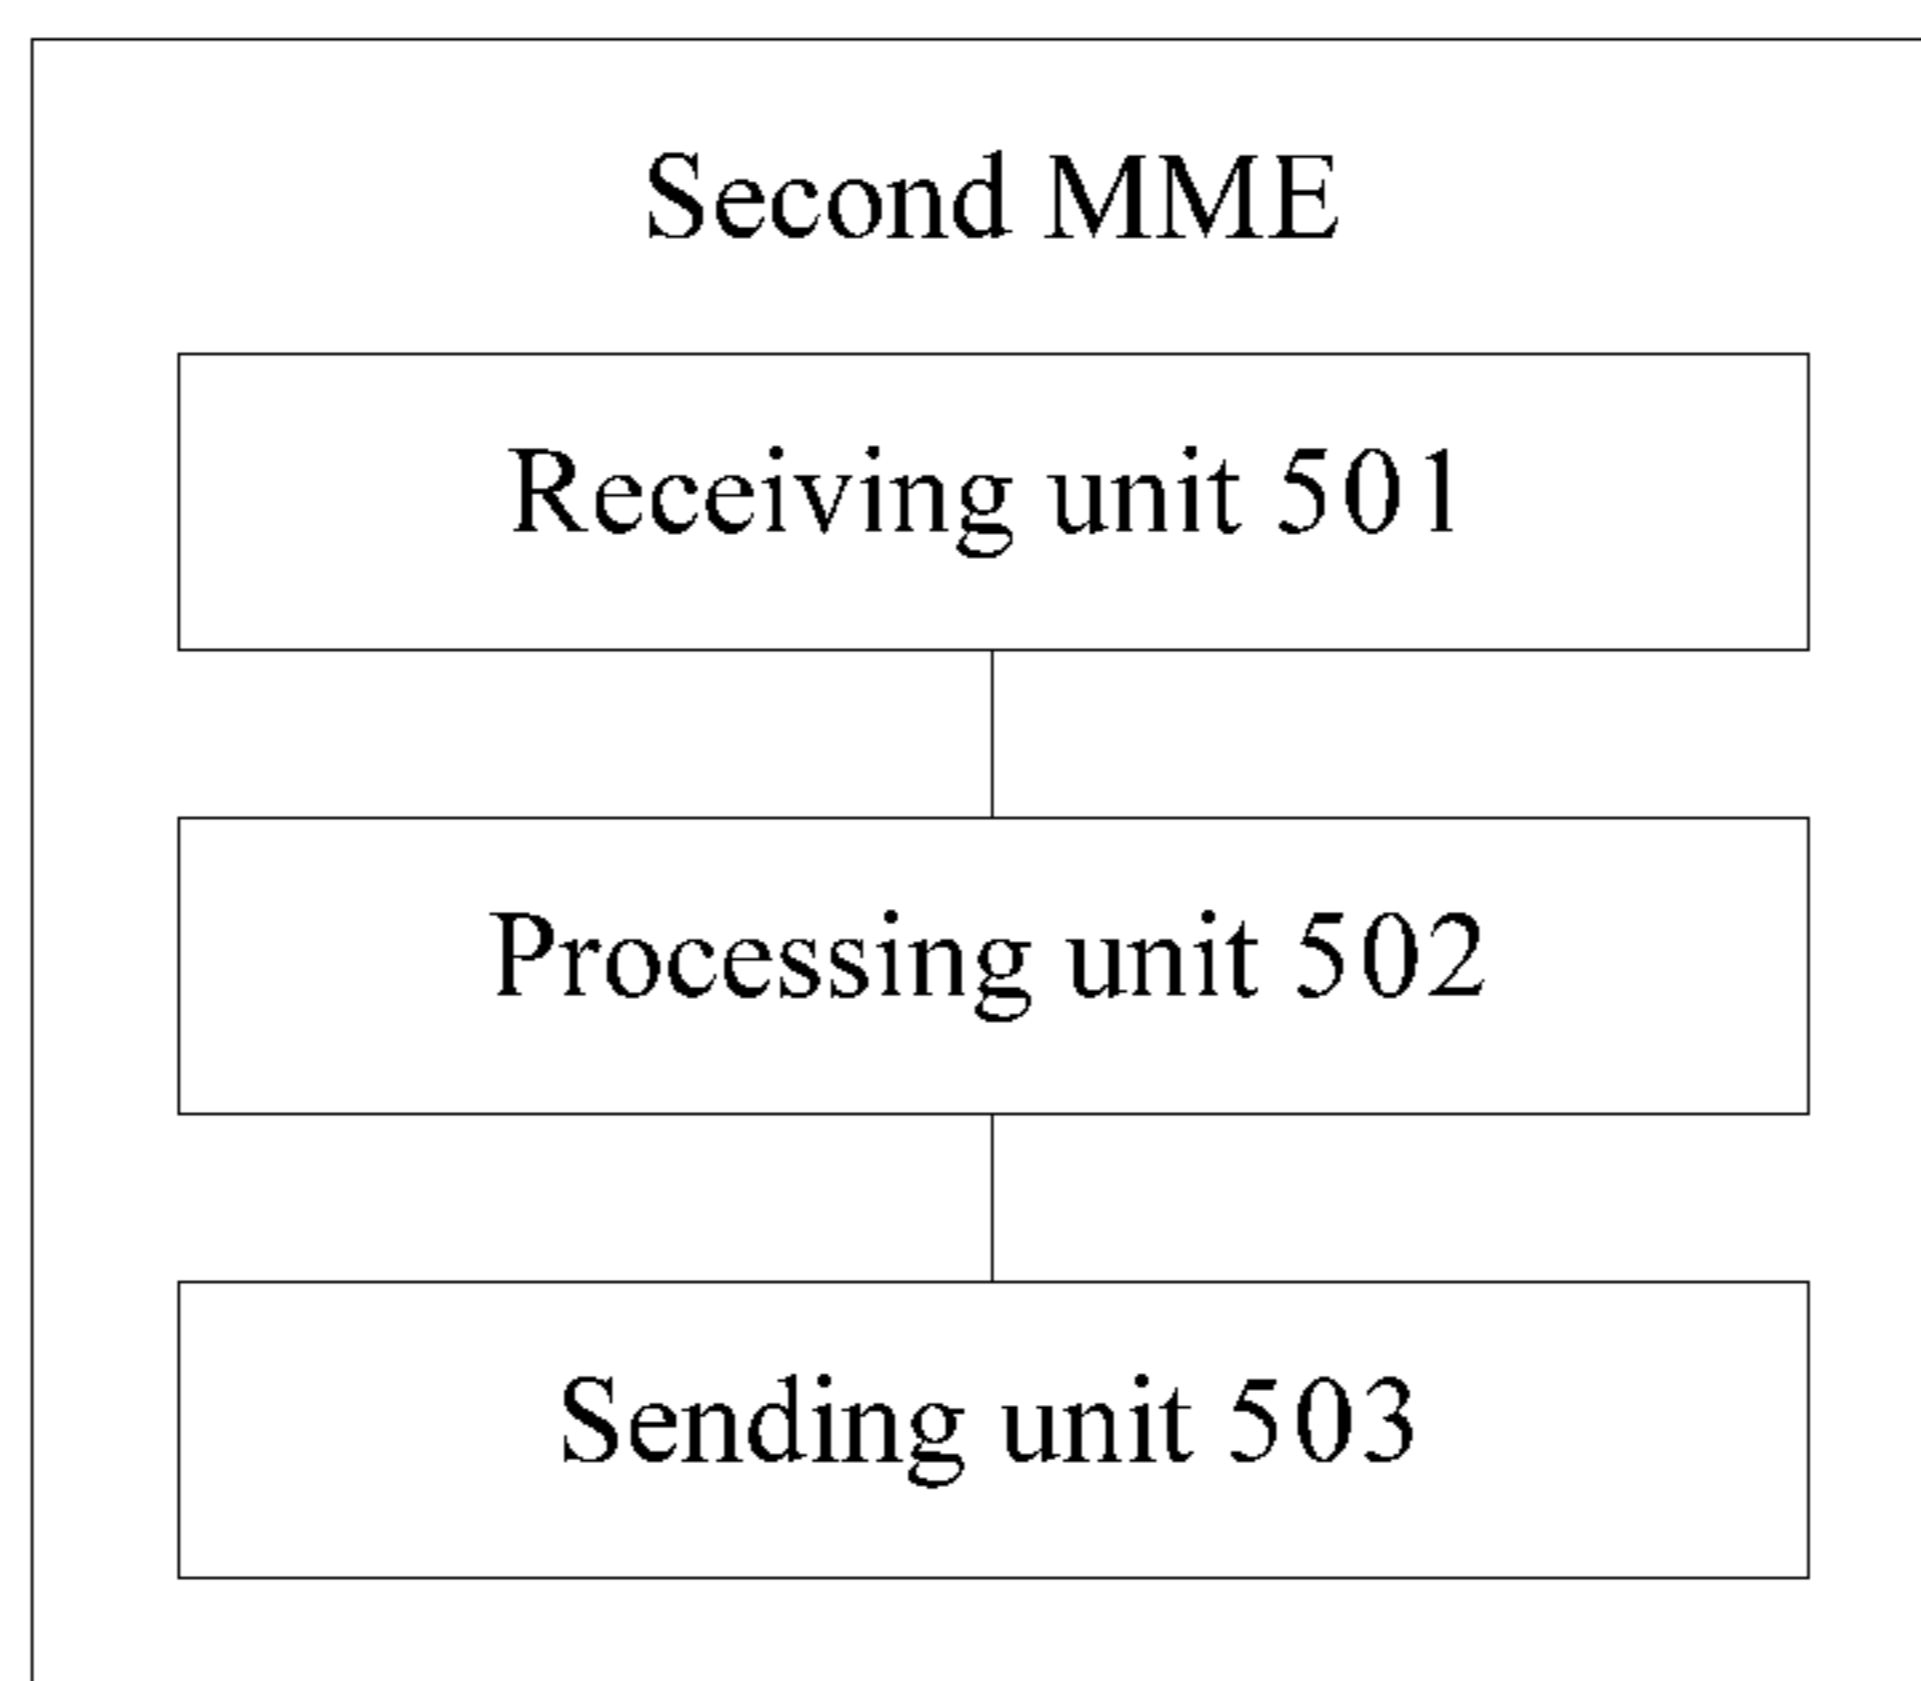 Second MME
Receiving unit 501
Processing unit 502
Sending unit 503